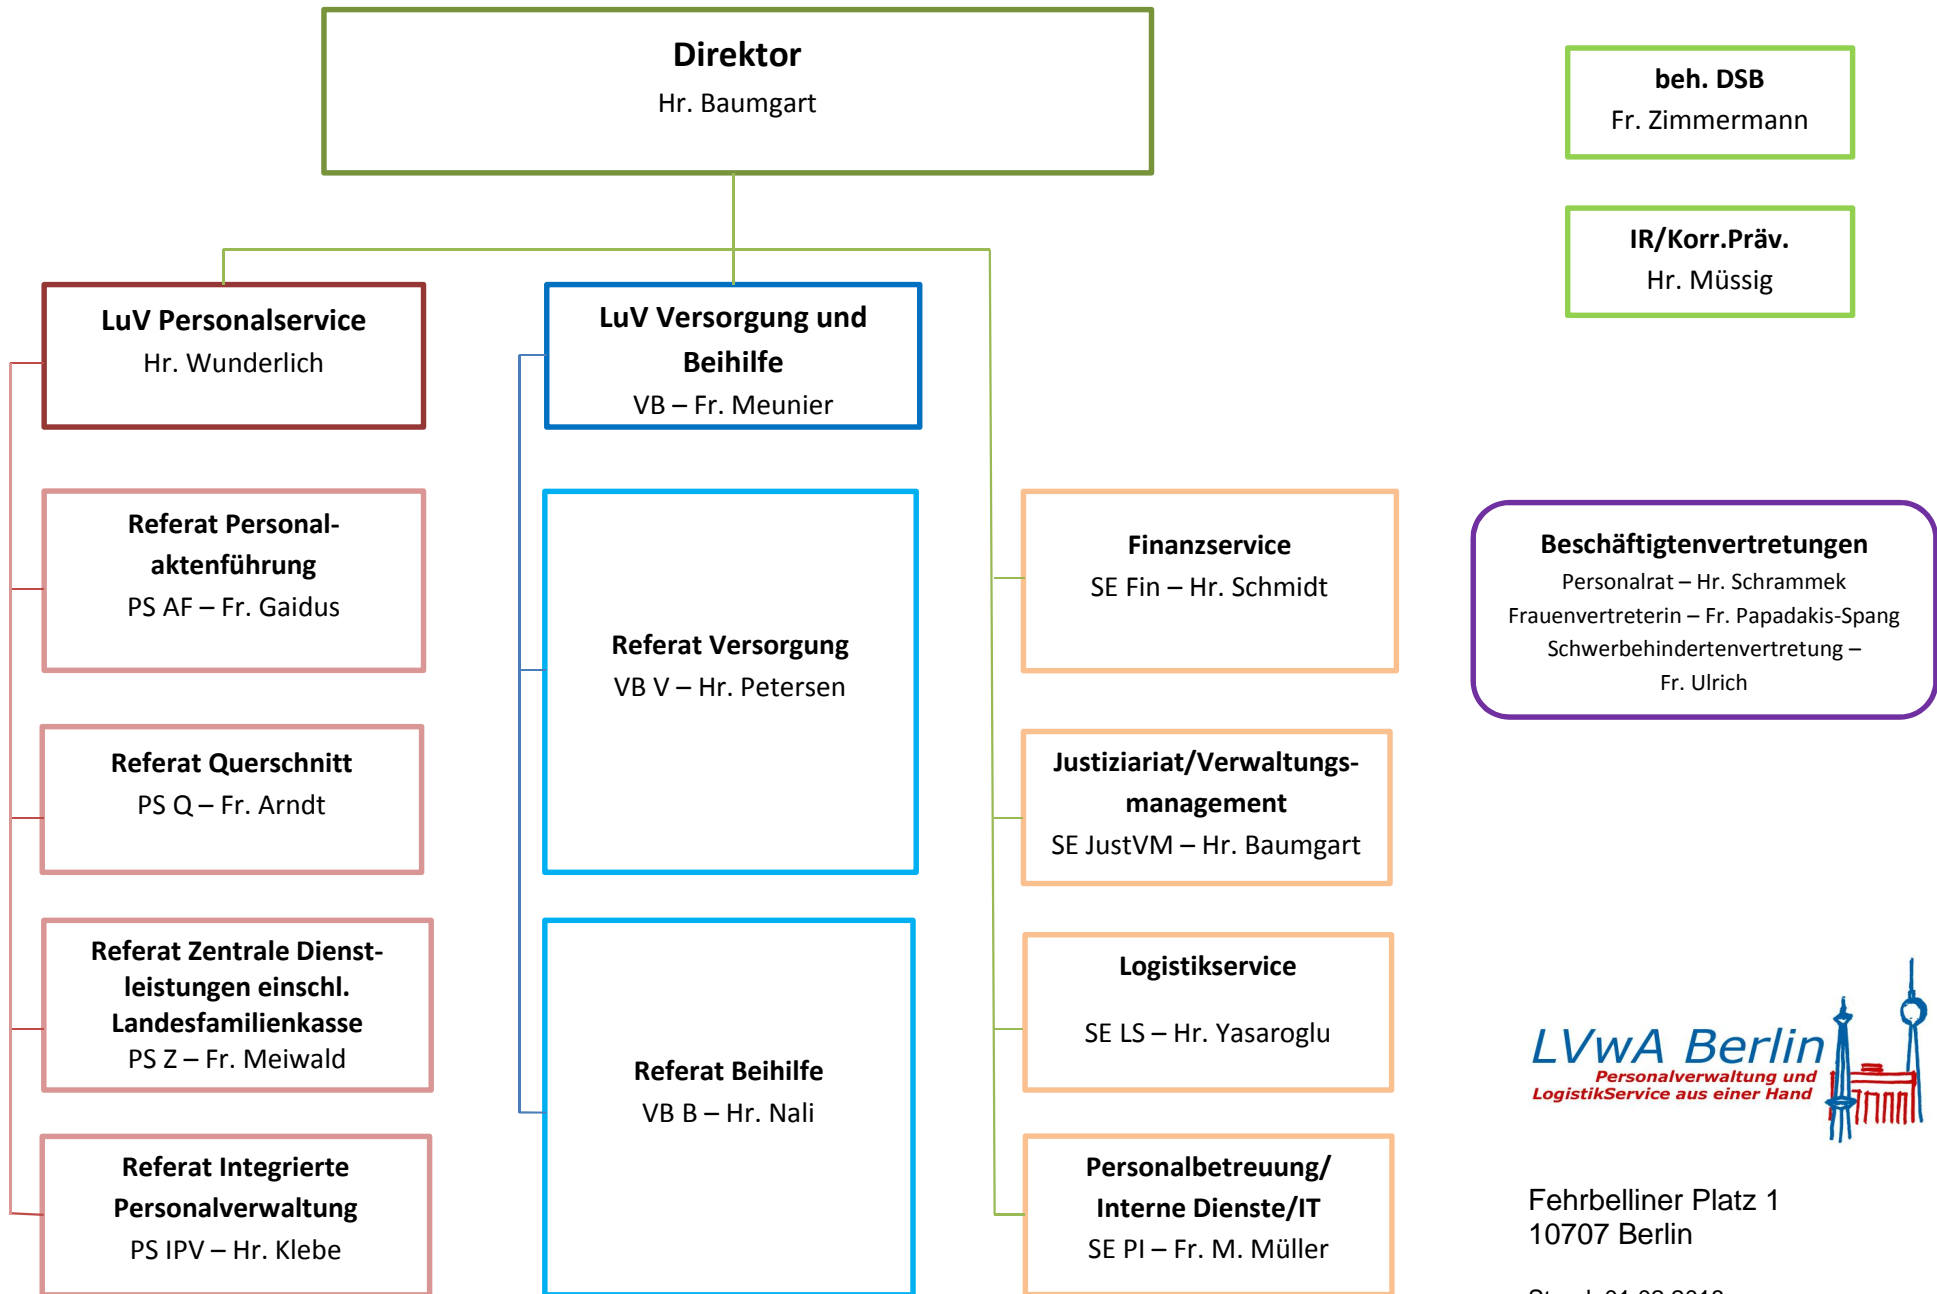 Direktor
Hr. Baumgart
beh. DSB
Fr. Zimmermann
IR/Korr.Präv.
Hr. Müssig
LuV Personalservice
Hr. Wunderlich
LuV Versorgung und
Beihilfe
VB – Fr. Meunier
Referat Personal-
aktenführung
PS AF – Fr. Gaidus
Referat Querschnitt
PS Q – Fr. Arndt
Referat Zentrale Dienst-
leistungen einschl.
Landesfamilienkasse
PS Z – Fr. Meiwald
Referat Integrierte
Personalverwaltung
PS IPV – Hr. Klebe
Referat Versorgung
VB V – Hr. Petersen
Referat Beihilfe
VB B – Hr. Nali
Finanzservice
SE Fin – Hr. Schmidt
Justiziariat/Verwaltungs-
management
SE JustVM – Hr. Baumgart
Logistikservice
SE LS – Hr. Yasaroglu
Personalbetreuung/
Interne Dienste/IT
SE PI – Fr. M. Müller
Beschäftigtenvertretungen
Personalrat – Hr. Schrammek
Frauenvertreterin – Fr. Papadakis-Spang
Schwerbehindertenvertretung –
Fr. Ulrich
LVwA Berlin
Personalverwaltung und
LogistikService aus einer Hand
Fehrbelliner Platz 1
10707 Berlin